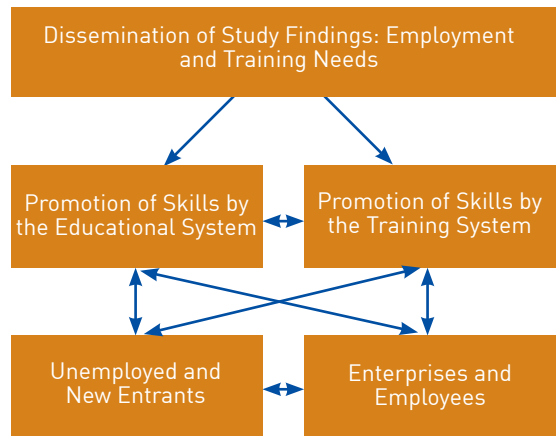 Dissemination of Study Findings: Employment
and Training Needs
Promotion of Skills by
the Educational System
Promotion of Skills by
the Training System
Unemployed and
New Entrants
Enterprises and
Employees